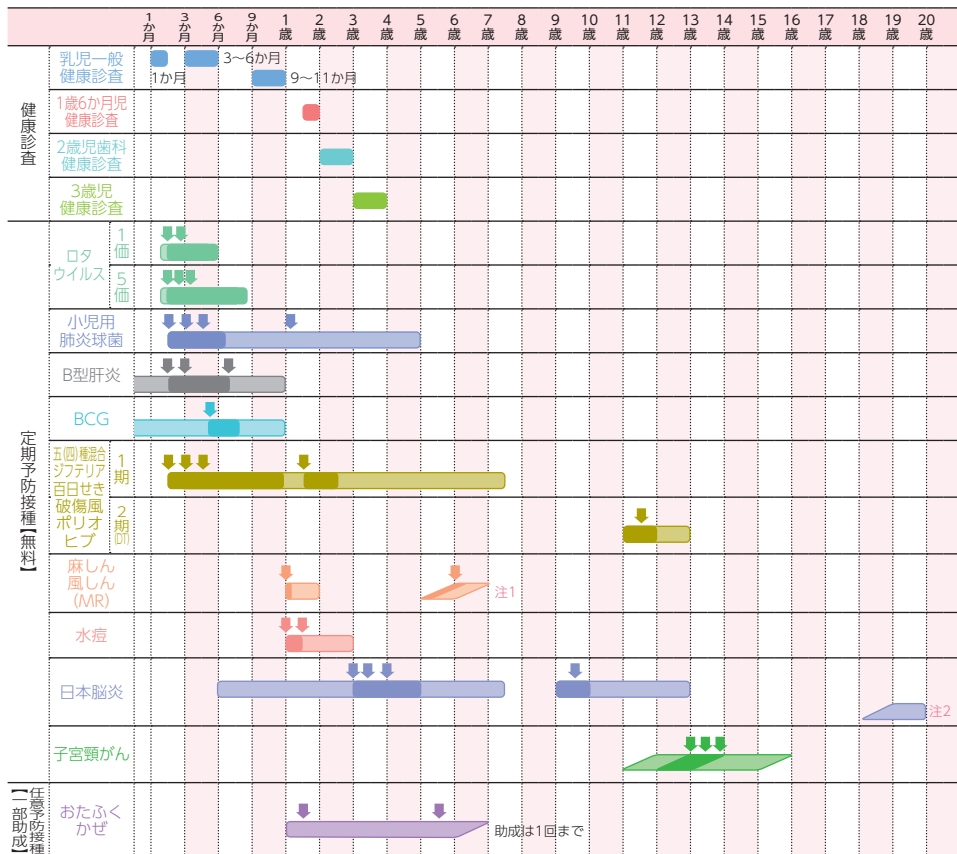 1か月 3か月 6か月 9か月 1歳 2歳 3歳 4歳 5歳 6歳 7歳 8歳 9歳 10歳 11歳 12歳 13歳 14歳 15歳 16歳 17歳 18歳 19歳 20歳
健康診査
乳児一般
健康診査
1か月
3〜6か月
9〜11か月
1歳6か月児
健康診査
2歳児歯科
健康診査
3歳児
健康診査
定期予防接種【無料】
ロタ
ウイルス
1価
5価
小児用
肺炎球菌
B型肝炎
BCG
五(四)種混合
ジフテリア
百日せき
破傷風
ポリオ
ヒブ
1期
2期(DT)
麻しん
風しん
(MR)
注1
水痘
日本脳炎
注2
子宮頸がん
任意予防接種
【一部助成】
おたふく
かぜ
助成は1回まで